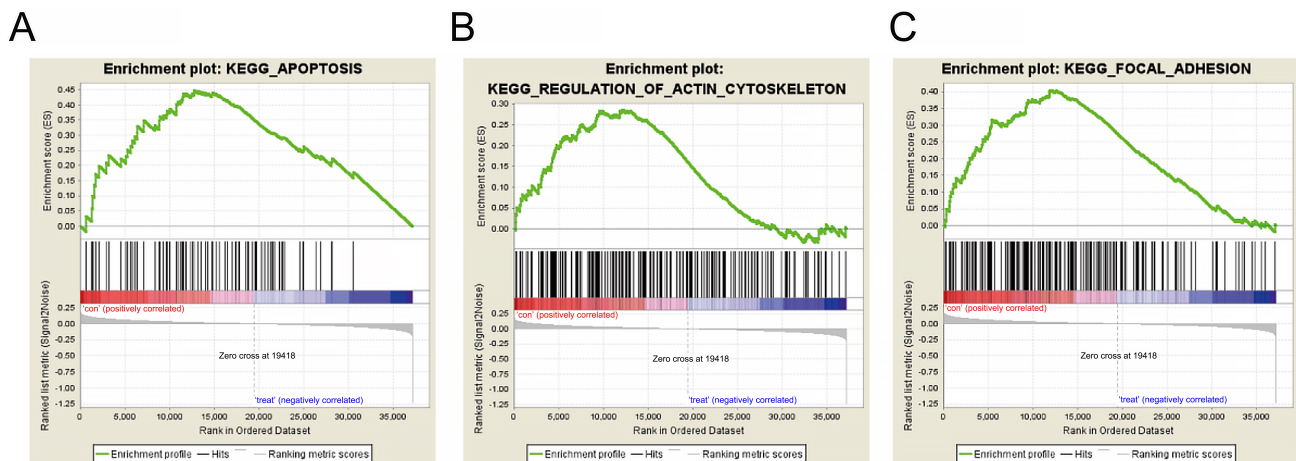 A
Enrichment plot: KEGG_APOPTOSIS
Enrichment score (ES)
0.45
0.40
0.35
0.30
0.25
0.20
0.15
0.10
0.05
0.00
Ranked list metric (Signal2Noise)
0.25
0.00
-0.25
-0.50
-0.75
-1.00
-1.25
'con' (positively correlated)
Zero cross at 19418
'treat' (negatively correlated)
0 5,000 10,000 15,000 20,000 25,000 30,000 35,000
Rank in Ordered Dataset
Enrichment profile Hits Ranking metric scores
B
Enrichment plot:
KEGG_REGULATION_OF_ACTIN_CYTOSKELETON
Enrichment score (ES)
0.30
0.25
0.20
0.15
0.10
0.05
0.00
Ranked list metric (Signal2Noise)
0.25
0.00
-0.25
-0.50
-0.75
-1.00
-1.25
'con' (positively correlated)
Zero cross at 19418
'treat' (negatively correlated)
0 5,000 10,000 15,000 20,000 25,000 30,000 35,000
Rank in Ordered Dataset
Enrichment profile Hits Ranking metric scores
C
Enrichment plot: KEGG_FOCAL_ADHESION
Enrichment score (ES)
0.40
0.35
0.30
0.25
0.20
0.15
0.10
0.05
0.00
Ranked list metric (Signal2Noise)
0.25
0.00
-0.25
-0.50
-0.75
-1.00
-1.25
'con' (positively correlated)
Zero cross at 19418
'treat' (negatively correlated)
0 5,000 10,000 15,000 20,000 25,000 30,000 35,000
Rank in Ordered Dataset
Enrichment profile Hits Ranking metric scores